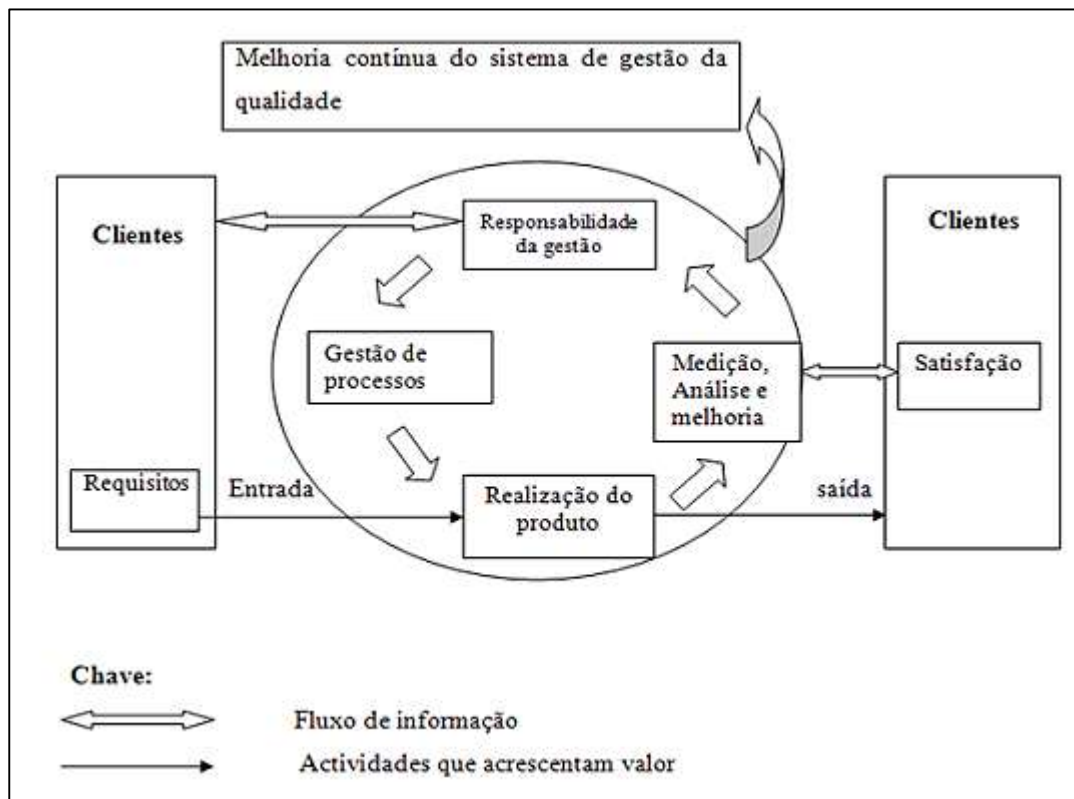 Melhoria contínua do sistema de gestão da
qualidade
Clientes
Responsabilidade
da gestão
Clientes
Gestão de
processos
Medição,
Análise e
melhoria
Satisfação
Requisitos
Entrada
Realização do
produto
saída
Chave:
Fluxo de informação
Actividades que acrescentam valor